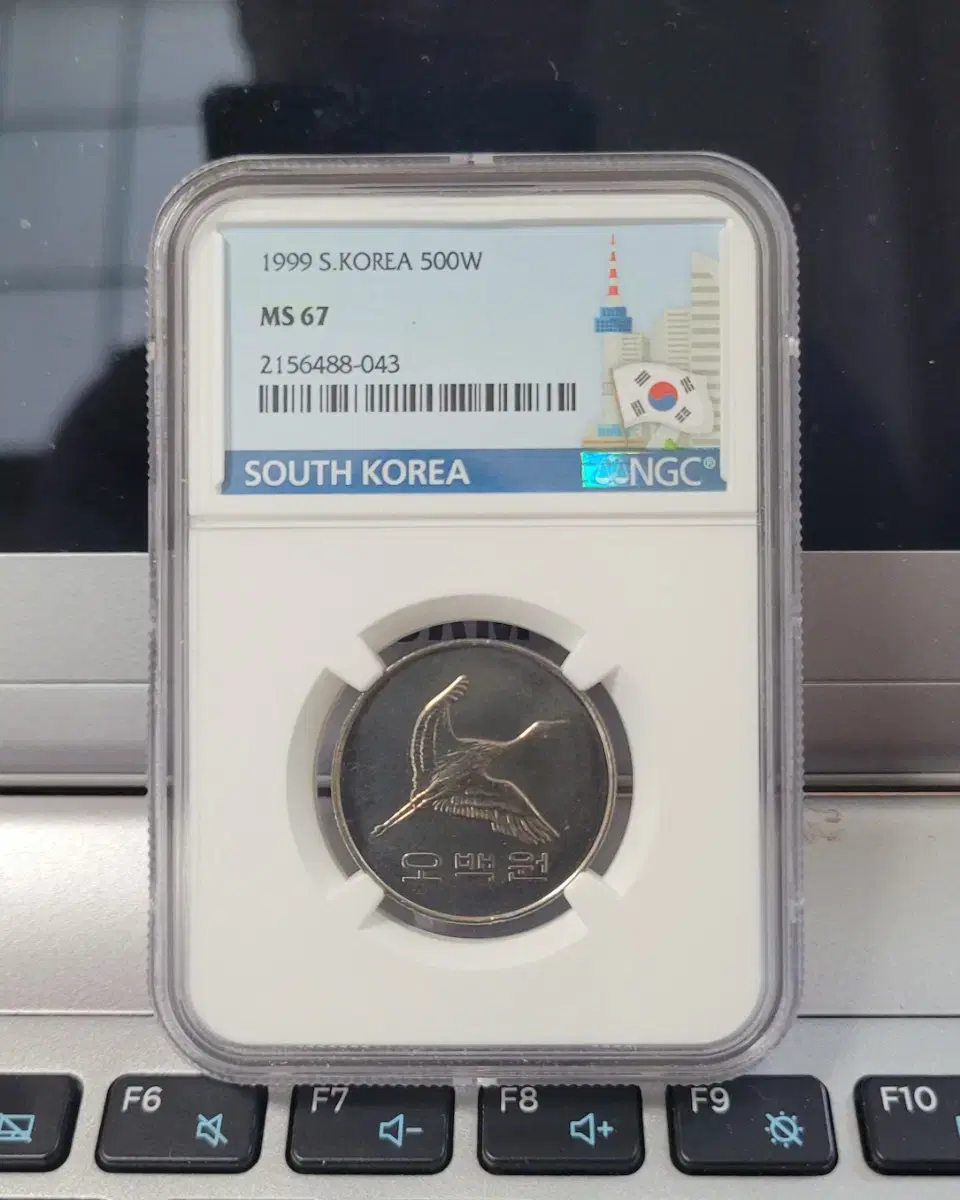 1999 S.KOREA 500W
MS 67
2156488-043
SOUTH KOREA
NGC®
오백원
F6
F7
F8
F9
F10